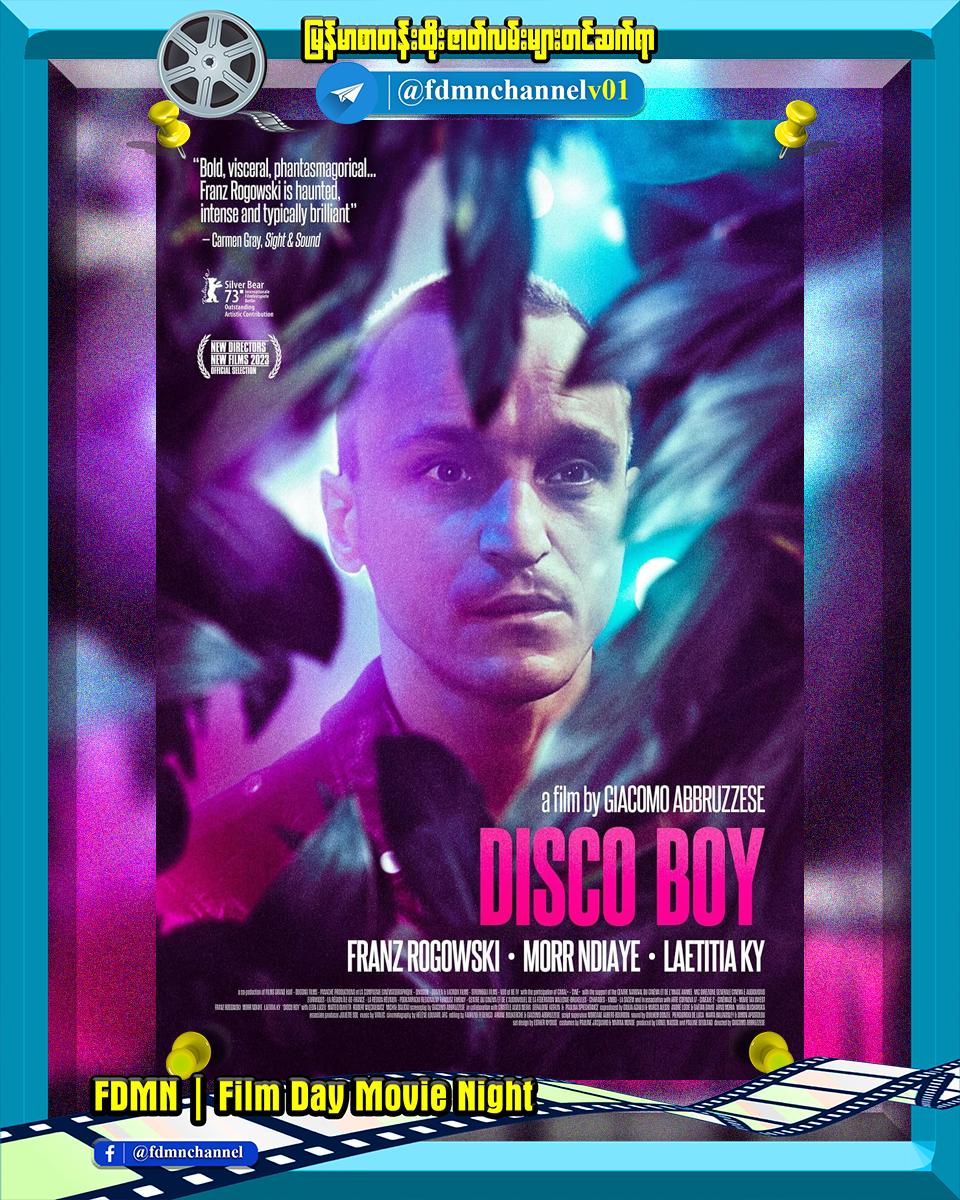 မြန်မာစာတန်းထိုးဇာတ်လမ်းများတင်ဆက်ရာ
@fdmnchannelv01
“Bold, visceral, phantasmagorical...
Franz Rogowski is haunted,
intense and typically brilliant”
– Carmen Gray, Sight & Sound
Silver Bear
73
Internationale
Filmfestspiele
Berlin
Outstanding
Artistic Contribution
NEW DIRECTORS
NEW FILMS 2023
OFFICIAL SELECTION
a film by GIACOMO ABBRUZZESE
DISCO BOY
FRANZ ROGOWSKI • MORR NDIAYE • LAETITIA KY
FDMN | Film Day Movie Night
@fdmnchannel